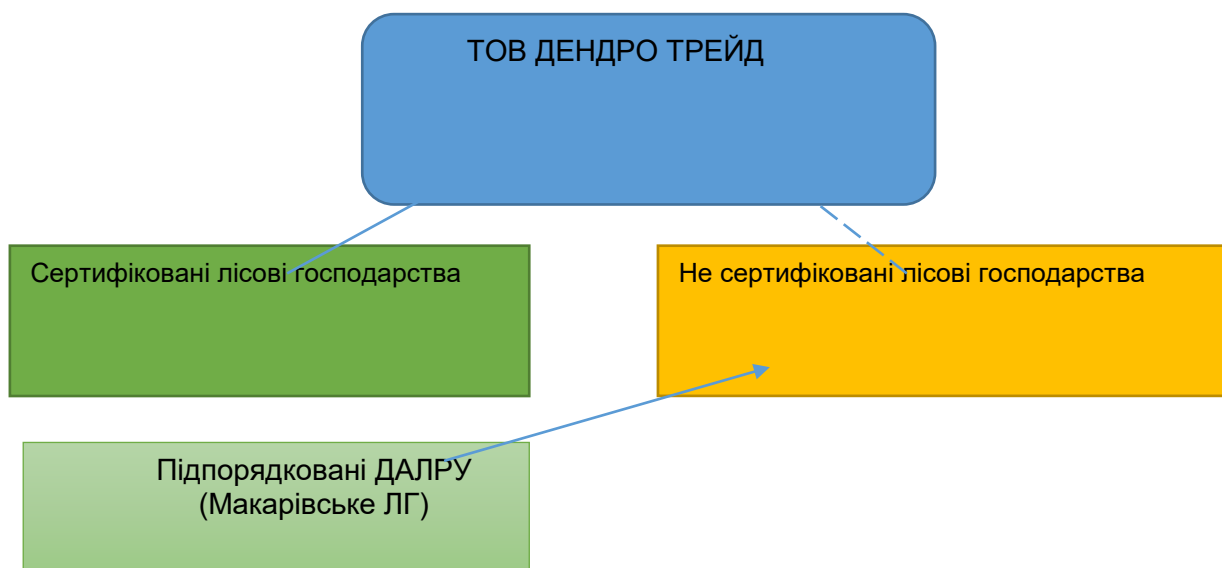 ТОВ ДЕНДРО ТРЕЙД
Сертифіковані лісові господарства
Не сертифіковані лісові господарства
Підпорядковані ДАЛРУ
(Макарівське ЛГ)